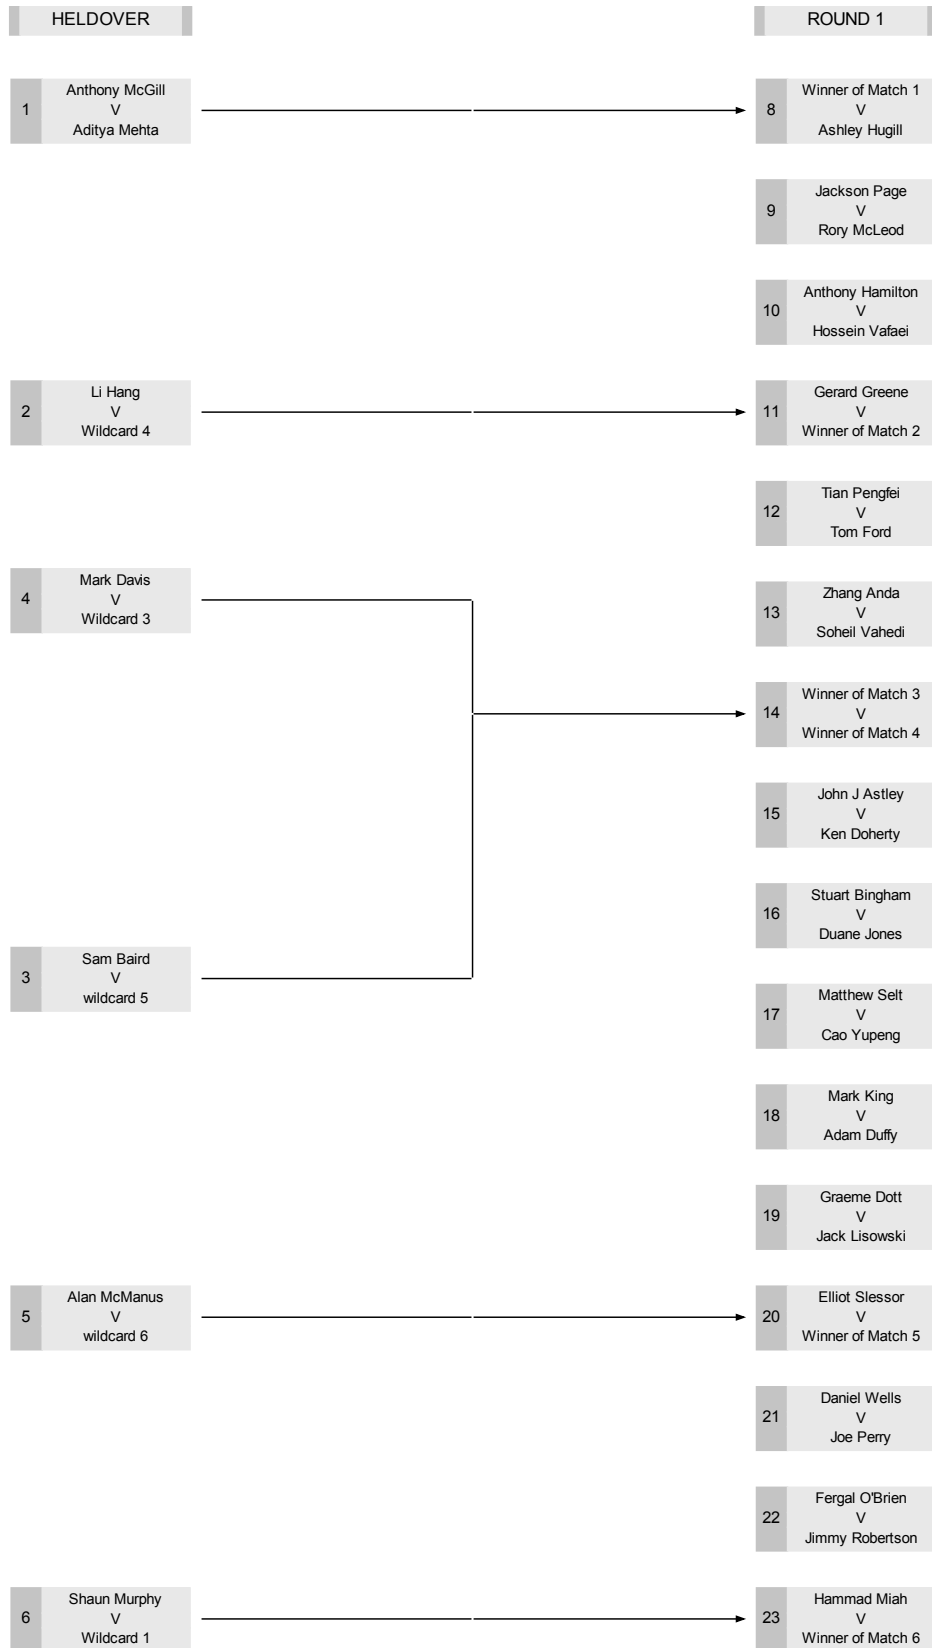 HELDOVER
ROUND 1
1
Anthony McGill
V
Aditya Mehta
8
Winner of Match 1
V
Ashley Hugill
9
Jackson Page
V
Rory McLeod
10
Anthony Hamilton
V
Hossein Vafaei
2
Li Hang
V
Wildcard 4
11
Gerard Greene
V
Winner of Match 2
12
Tian Pengfei
V
Tom Ford
4
Mark Davis
V
Wildcard 3
13
Zhang Anda
V
Soheil Vahedi
14
Winner of Match 3
V
Winner of Match 4
15
John J Astley
V
Ken Doherty
16
Stuart Bingham
V
Duane Jones
3
Sam Baird
V
wildcard 5
17
Matthew Selt
V
Cao Yupeng
18
Mark King
V
Adam Duffy
19
Graeme Dott
V
Jack Lisowski
5
Alan McManus
V
wildcard 6
20
Elliot Slessor
V
Winner of Match 5
21
Daniel Wells
V
Joe Perry
22
Fergal O'Brien
V
Jimmy Robertson
6
Shaun Murphy
V
Wildcard 1
23
Hammad Miah
V
Winner of Match 6